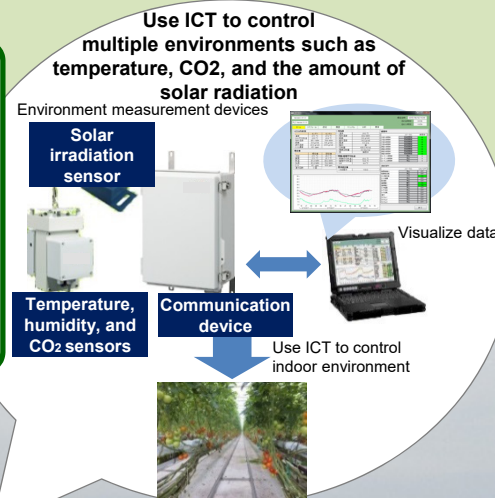 Use ICT to control
multiple environments such as
temperature, CO2, and the amount of
solar radiation
Environment measurement devices
Solar
irradiation
sensor
Visualize data
Temperature,
humidity, and
CO2 sensors
Communication
device
Use ICT to control
indoor environment